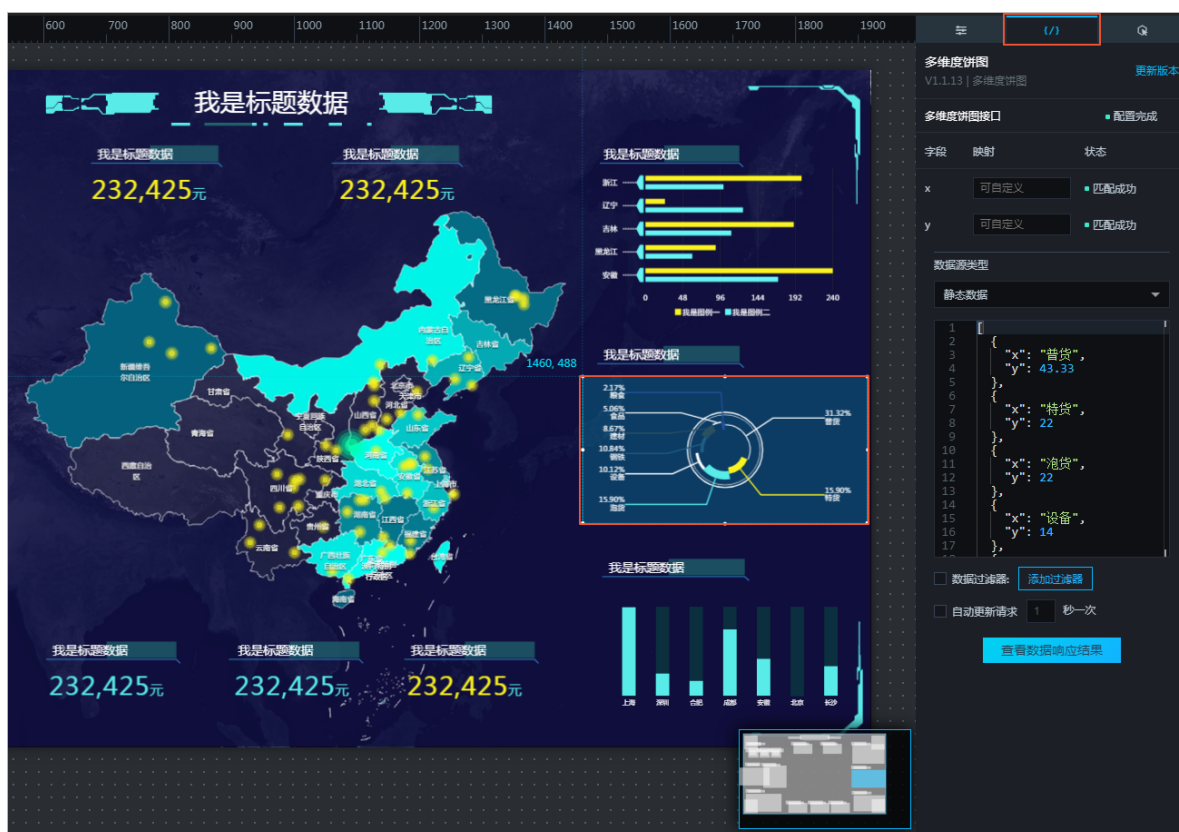 600 700 800 900 1000 1100 1200 1300 1400 1500 1600 1700 1800 1900
我是标题数据
我是标题数据
232,425元
我是标题数据
232,425元
我是标题数据
浙江
辽宁
吉林
黑龙江
安徽
0 48 96 144 192 240
我是图例一 我是图例二
黑龙江省
内蒙古自
治区
吉林省
辽宁省
新疆维吾
尔自治区
甘肃省
北京市
天津市
河北省
山西省
宁夏回族
自治区
山东省
青海省
陕西省
河南省
西藏自治
区
江苏省
安徽省
上海市
四川省
重庆市
湖北省
浙江省
湖南省
江西省
贵州省
福建省
云南省
广西壮族
自治区
台湾省
海南省
1460, 488
我是标题数据
2.17%
粮食
5.06%
食品
8.67%
建材
10.84%
钢铁
10.12%
设备
15.90%
泡货
31.32%
普货
15.90%
特货
我是标题数据
上海 深圳 合肥 成都 安徽 北京 长沙
我是标题数据
232,425元
我是标题数据
232,425元
我是标题数据
232,425元
多维度饼图
V1.1.13 | 多维度饼图
更新版本
多维度饼图接口
配置完成
字段 映射 状态
x 可自定义 匹配成功
y 可自定义 匹配成功
数据源类型
静态数据
1 [
2 {
3 "x": "普货",
4 "y": 43.33
5 },
6 {
7 "x": "特货",
8 "y": 22
9 },
10 {
11 "x": "泡货",
12 "y": 22
13 },
14 {
15 "x": "设备",
16 "y": 14
17 },
数据过滤器: 添加过滤器
自动更新请求 1 秒一次
查看数据响应结果